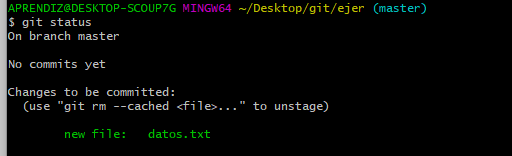 APRENDIZ@DESKTOP-SCOUP7G MINGW64 ~/Desktop/git/ejer (master)
$ git status
On branch master
No commits yet
Changes to be committed:
(use "git rm --cached <file>..." to unstage)
new file: datos.txt